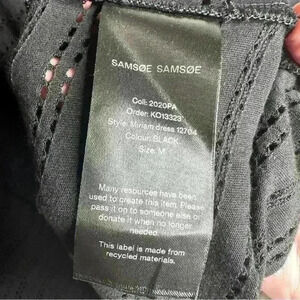 SAMSØE SAMSØE
Coll: 2020PA
Order: KO13323
Style: Miriam dress 12704
Colour: BLACK
Size: M
Many resources have been
used to create this item. Please
pass it on to someone else or
donate it when no longer
needed.
This label is made from
recycled materials.